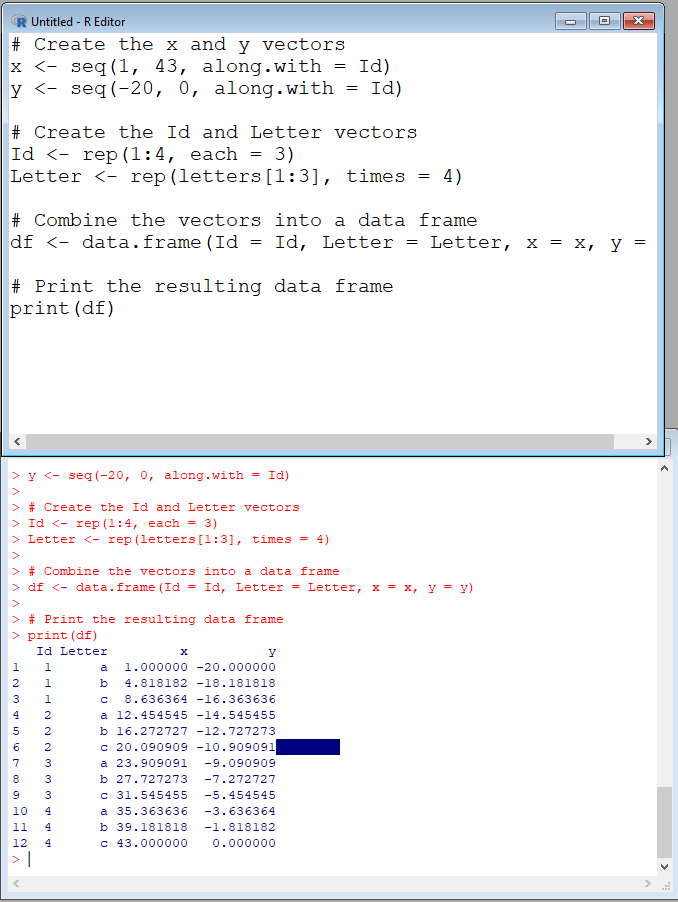 Untitled - R Editor
# Create the x and y vectors
x <- seq(1, 43, along.with = Id)
y <- seq(-20, 0, along.with = Id)
# Create the Id and Letter vectors
Id <- rep(1:4, each = 3)
Letter <- rep(letters[1:3], times = 4)
# Combine the vectors into a data frame
df <- data.frame(Id = Id, Letter = Letter, x = x, y =
# Print the resulting data frame
print(df)
> y <- seq(-20, 0, along.with = Id)
>
> # Create the Id and Letter vectors
> Id <- rep(1:4, each = 3)
> Letter <- rep(letters[1:3], times = 4)
>
> # Combine the vectors into a data frame
> df <- data.frame(Id = Id, Letter = Letter, x = x, y = y)
>
> # Print the resulting data frame
> print(df)
   Id Letter         x          y
1   1      a  1.000000 -20.000000
2   1      b  4.818182 -18.181818
3   1      c  8.636364 -16.363636
4   2      a 12.454545 -14.545455
5   2      b 16.272727 -12.727273
6   2      c 20.090909 -10.909091
7   3      a 23.909091  -9.090909
8   3      b 27.727273  -7.272727
9   3      c 31.545455  -5.454545
10  4      a 35.363636  -3.636364
11  4      b 39.181818  -1.818182
12  4      c 43.000000   0.000000
>